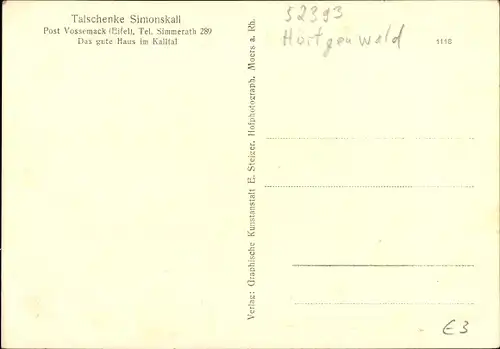 Talschenke Simonskall
Post Vossenack (Eifel), Tel. Simmerath 289
Das gute Haus im Kalltal
Verlag: Graphische Kunstanstalt E. Steiger, Hofphotograph, Moers a. Rh.
52393
Hürtgenwald
1118
€3